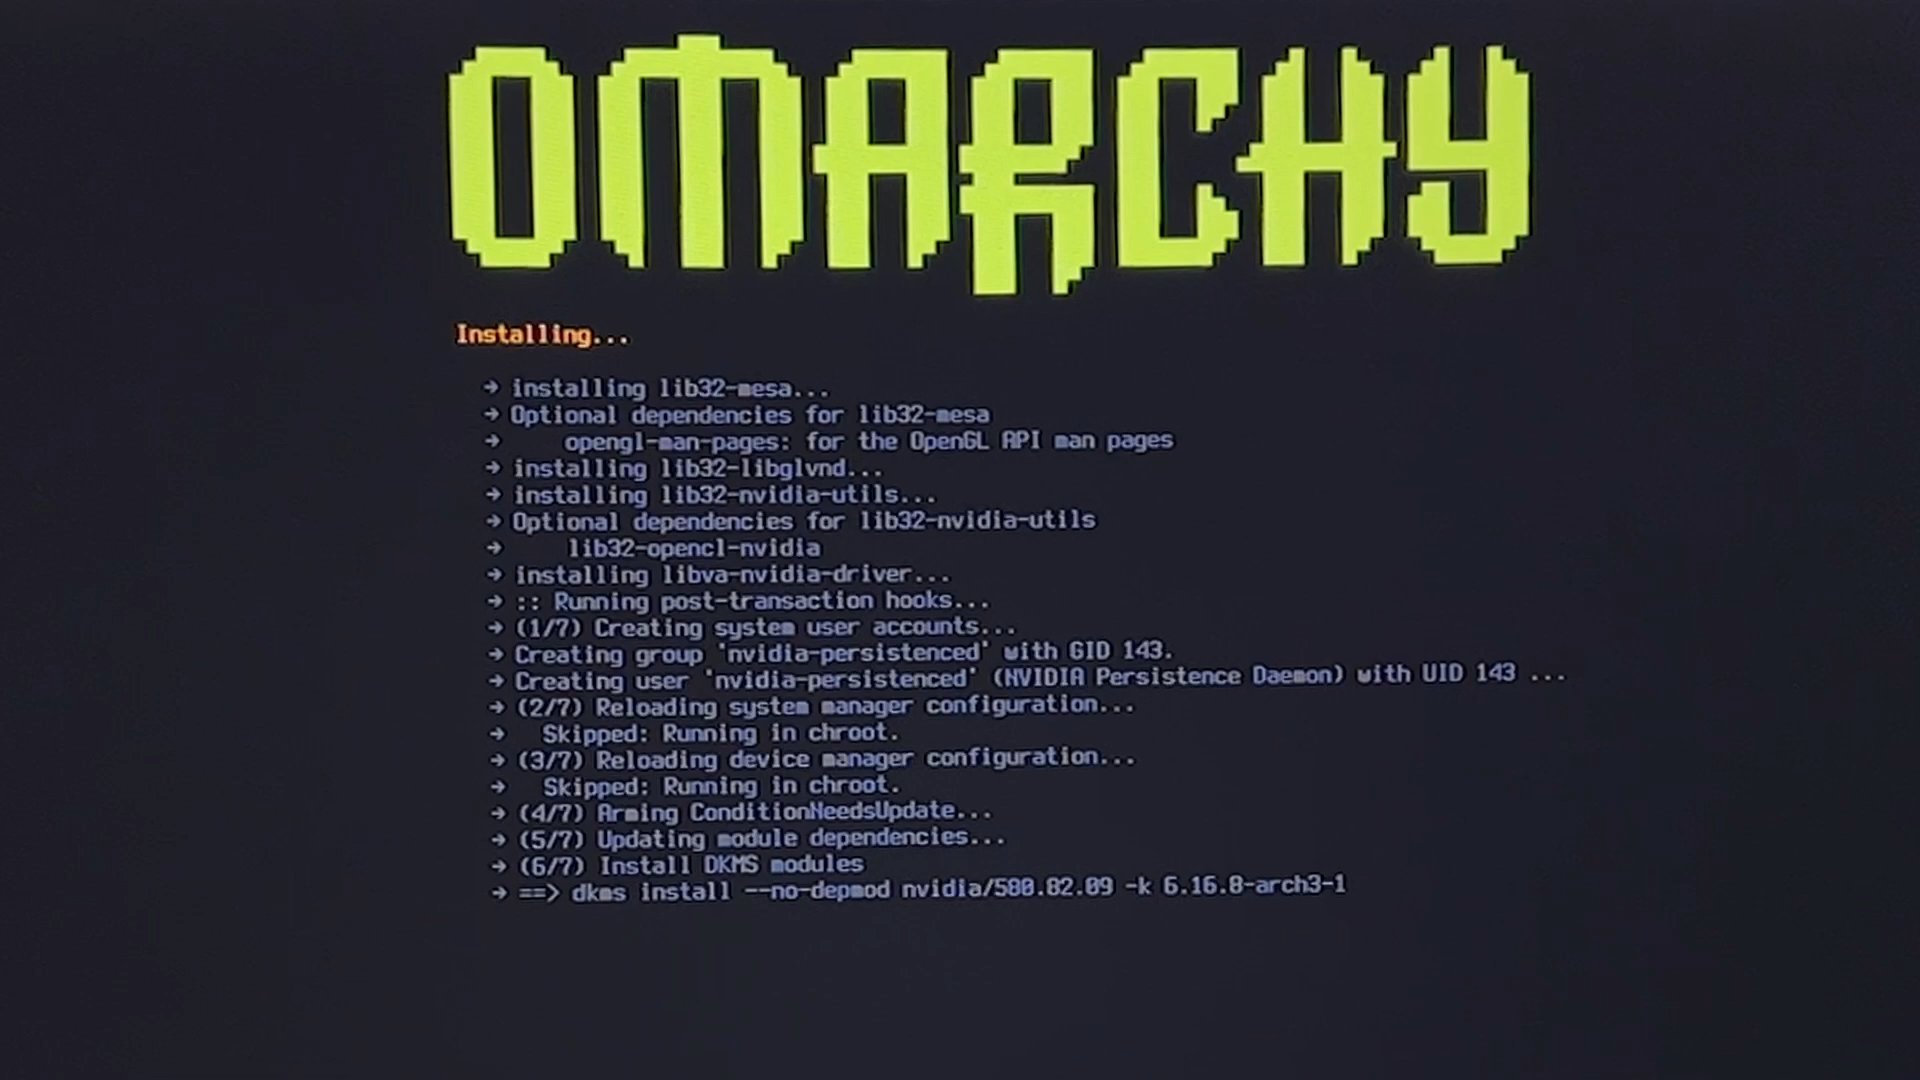 OMARCHY
Installing...
→ installing lib32-mesa...
→ Optional dependencies for lib32-mesa
→ opengl-man-pages: for the OpenGL API man pages
→ installing lib32-libglvnd...
→ installing lib32-nvidia-utils...
→ Optional dependencies for lib32-nvidia-utils
→ lib32-opencl-nvidia
→ installing libva-nvidia-driver...
→ :: Running post-transaction hooks...
→ (1/7) Creating system user accounts...
→ Creating group 'nvidia-persistenced' with GID 143.
→ Creating user 'nvidia-persistenced' (NVIDIA Persistence Daemon) with UID 143 ...
→ (2/7) Reloading system manager configuration...
→ Skipped: Running in chroot.
→ (3/7) Reloading device manager configuration...
→ Skipped: Running in chroot.
→ (4/7) Arming ConditionNeedsUpdate...
→ (5/7) Updating module dependencies...
→ (6/7) Install DKMS modules
→ ==> dkms install --no-depmod nvidia/580.82.09 -k 6.16.8-arch3-1